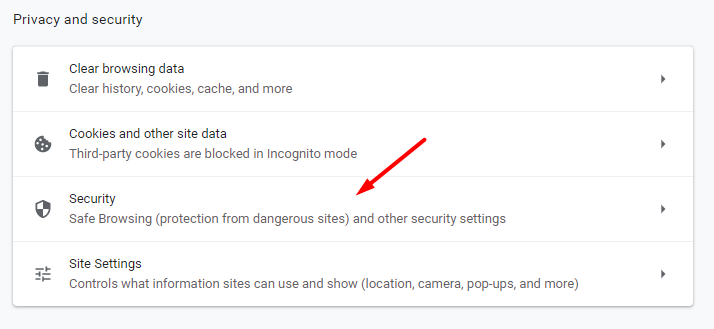 Privacy and security
Clear browsing data
Clear history, cookies, cache, and more
Cookies and other site data
Third-party cookies are blocked in Incognito mode
Security
Safe Browsing (protection from dangerous sites) and other security settings
Site Settings
Controls what information sites can use and show (location, camera, pop-ups, and more)